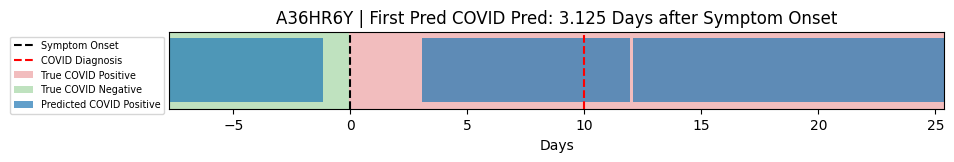 A36HR6Y | First Pred COVID Pred: 3.125 Days after Symptom Onset
Symptom Onset
COVID Diagnosis
True COVID Positive
True COVID Negative
Predicted COVID Positive
−5 0 5 10 15 20 25
Days